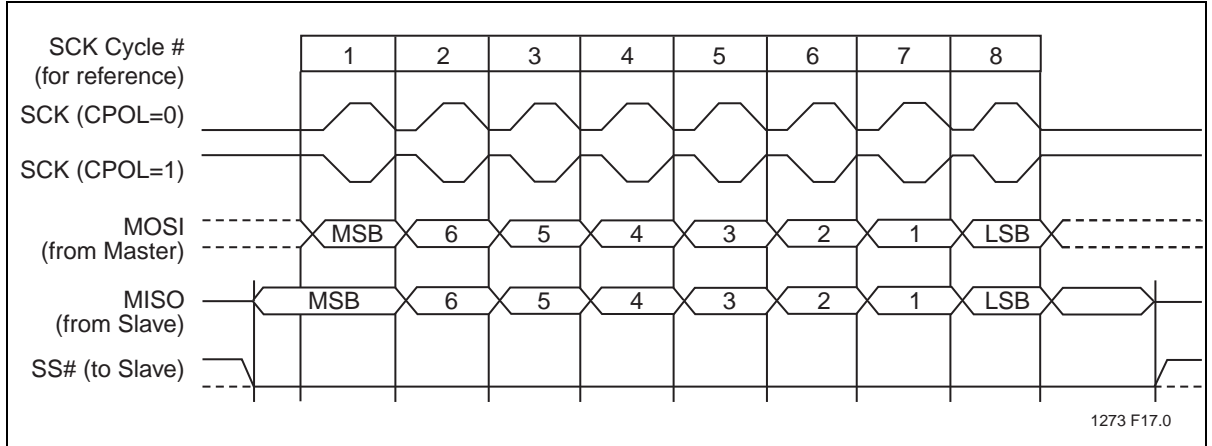 SCK Cycle #
(for reference)
1 2 3 4 5 6 7 8
SCK (CPOL=0)
SCK (CPOL=1)
MOSI
(from Master)
MSB 6 5 4 3 2 1 LSB
MISO
(from Slave)
MSB 6 5 4 3 2 1 LSB
SS# (to Slave)
1273 F17.0